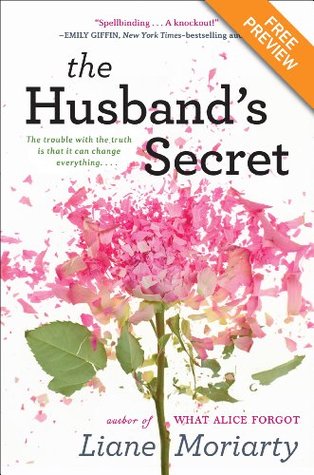 "Spellbinding . . . A knockout!"
—EMILY GIFFIN, New York Times–bestselling
FREE
PREVIEW
the
Husband's
Secret
The trouble with the truth
is that it can change
everything. . . .
author of WHAT ALICE FORGOT
Liane Moriarty